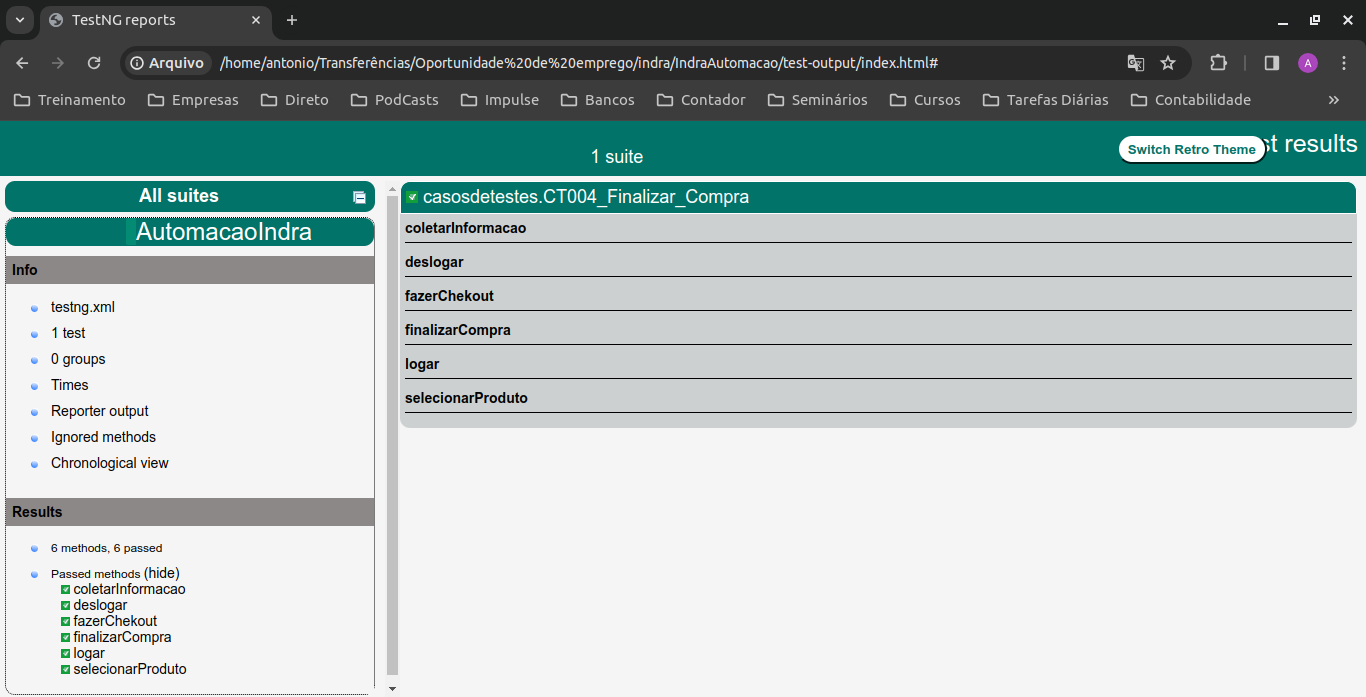 TestNG reports
Arquivo /home/antonio/Transferências/Oportunidade%20de%20emprego/indra/IndraAutomacao/test-output/index.html#
A
Treinamento Empresas Direto PodCasts Impulse Bancos Contador Seminários Cursos Tarefas Diárias Contabilidade »
1 suite
Switch Retro Theme
st results
All suites
AutomacaoIndra
Info
testng.xml
1 test
0 groups
Times
Reporter output
Ignored methods
Chronological view
Results
6 methods, 6 passed
Passed methods (hide)
coletarInformacao
deslogar
fazerChekout
finalizarCompra
logar
selecionarProduto
casosdetestes.CT004_Finalizar_Compra
coletarInformacao
deslogar
fazerChekout
finalizarCompra
logar
selecionarProduto